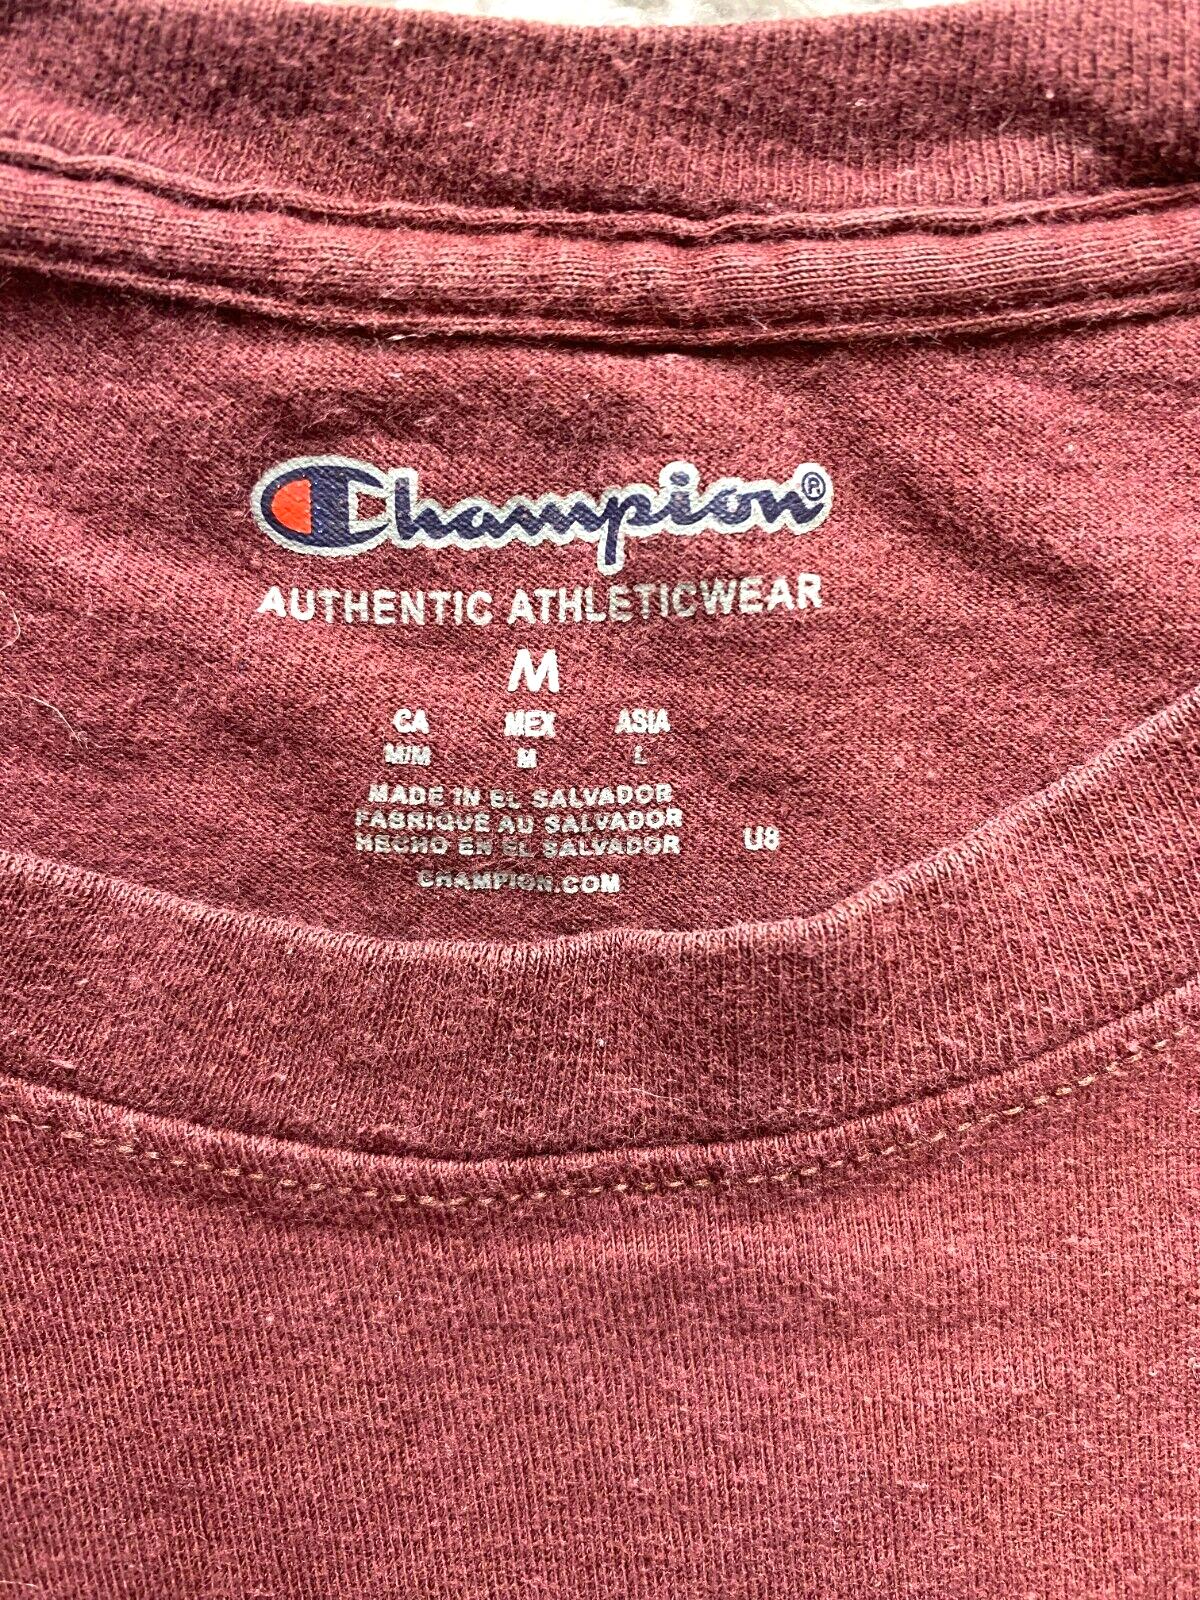 Champion®
AUTHENTIC ATHLETICWEAR
M
CA MEX ASIA
M/M M L
MADE IN EL SALVADOR
FABRIQUE AU SALVADOR
HECHO EN EL SALVADOR U8
CHAMPION.COM